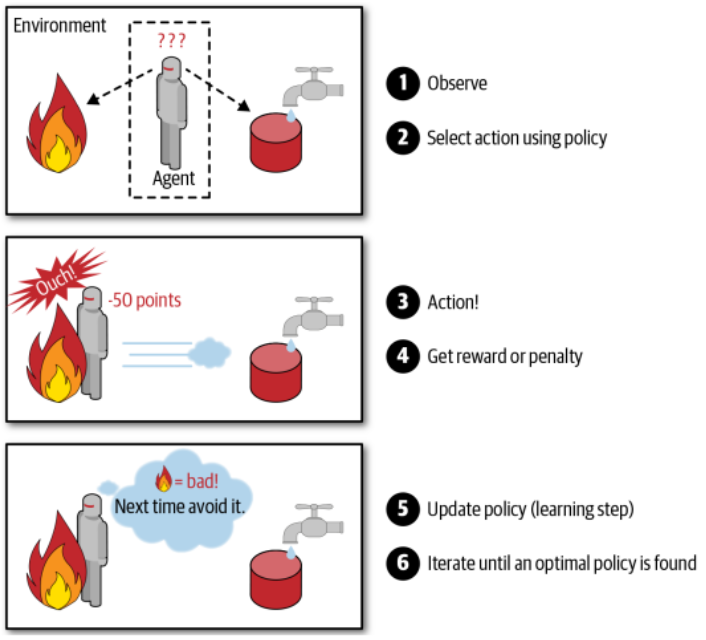 Environment
???
Agent
1 Observe
2 Select action using policy
Ouch!
-50 points
3 Action!
4 Get reward or penalty
= bad!
Next time avoid it.
5 Update policy (learning step)
6 Iterate until an optimal policy is found